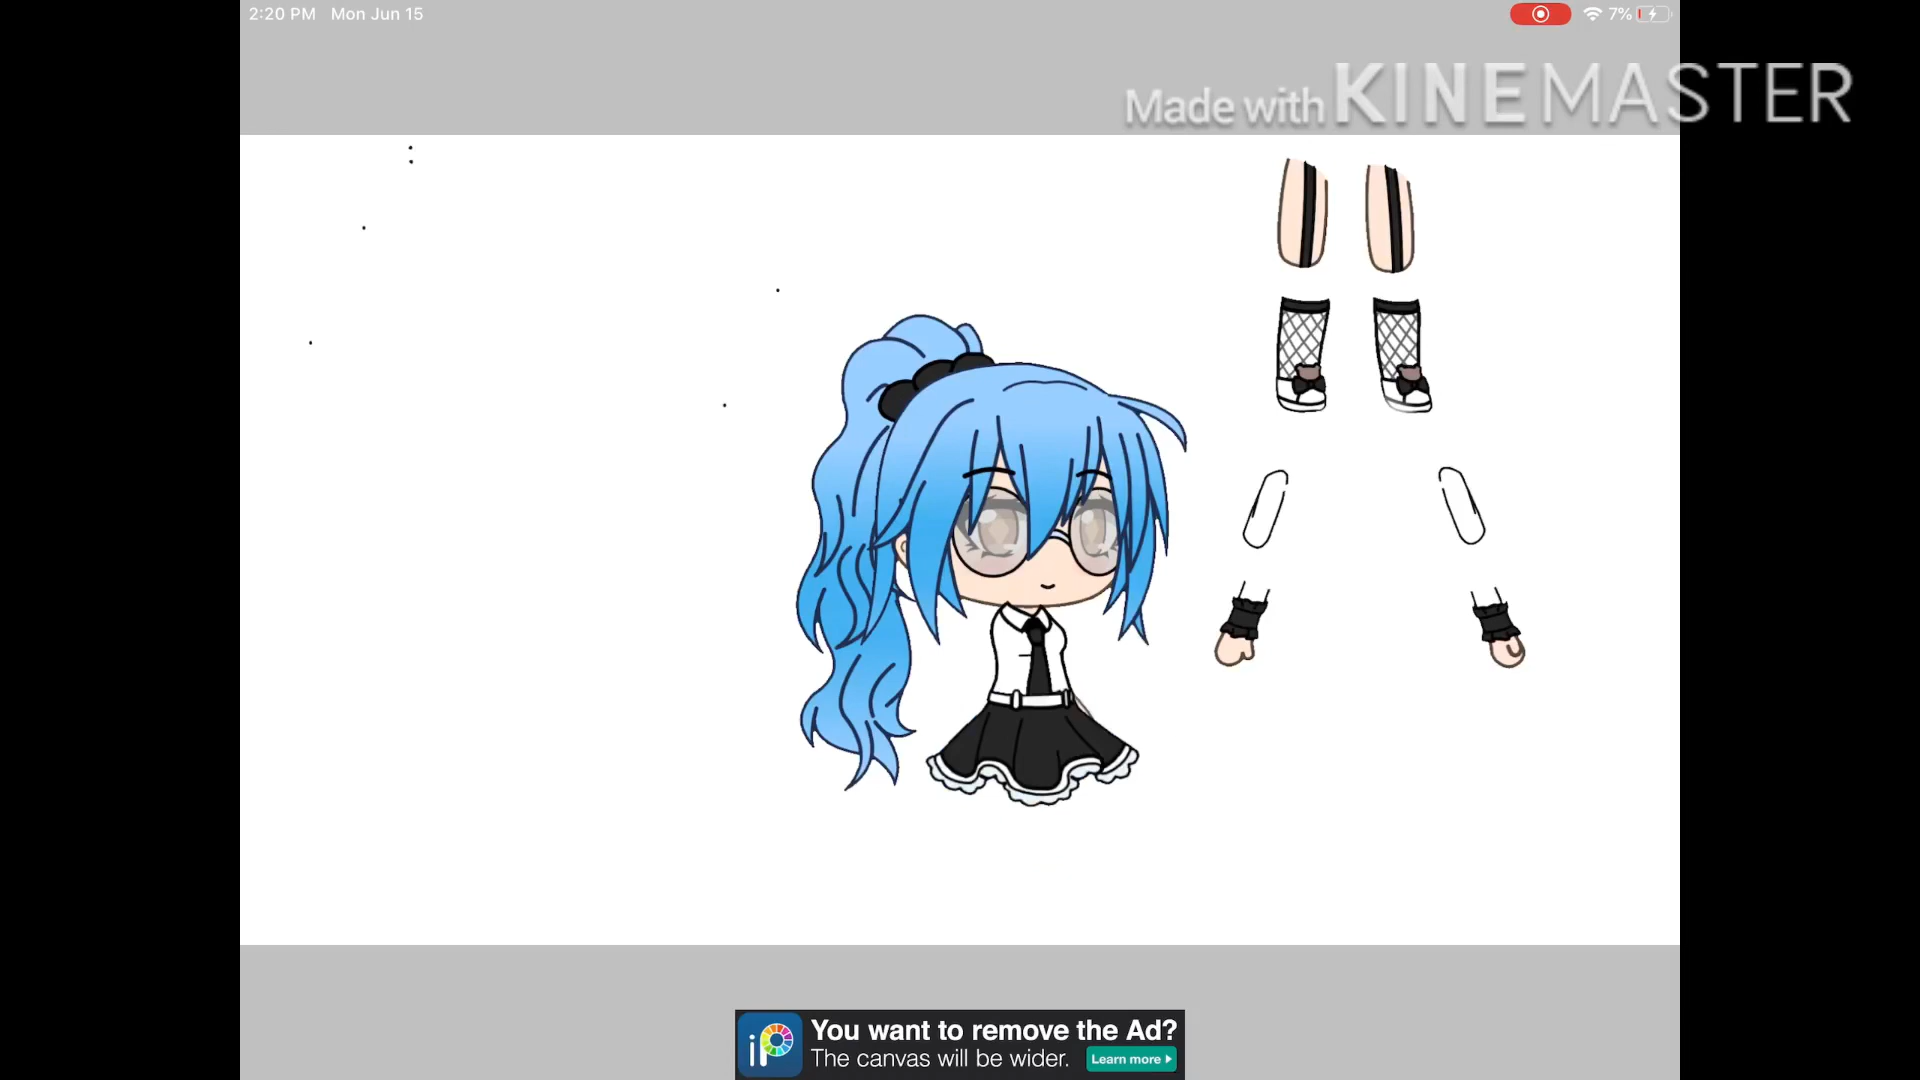 2:20 PM Mon Jun 15
7%
Made with KINEMASTER
iP
You want to remove the Ad?
The canvas will be wider.
Learn more